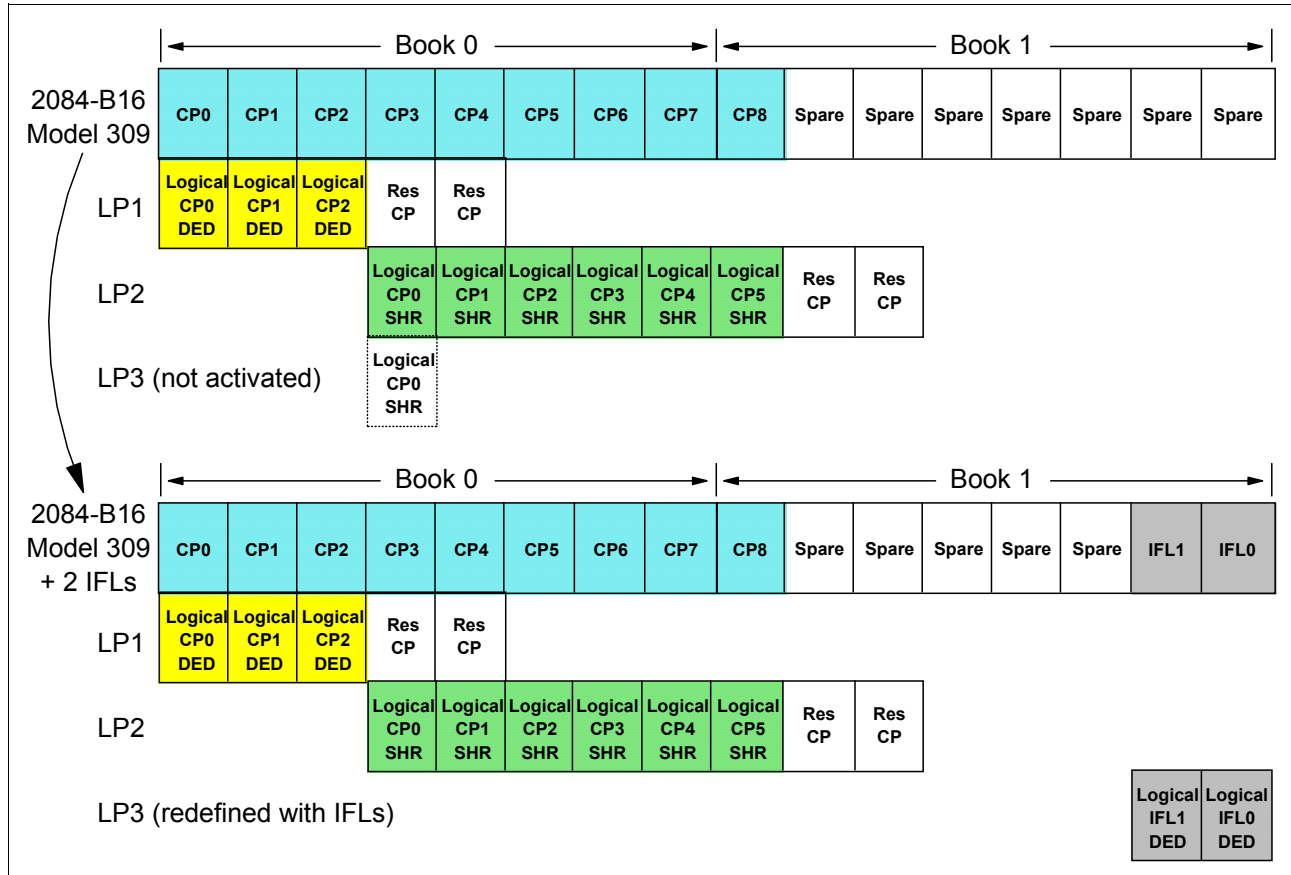 Book 0 Book 1
2084-B16
Model 309
CP0 CP1 CP2 CP3 CP4 CP5 CP6 CP7 CP8 Spare Spare Spare Spare Spare Spare Spare
LP1
Logical CP0 DED
Logical CP1 DED
Logical CP2 DED
Res CP
Res CP
LP2
Logical CP0 SHR
Logical CP1 SHR
Logical CP2 SHR
Logical CP3 SHR
Logical CP4 SHR
Logical CP5 SHR
Res CP
Res CP
LP3 (not activated)
Logical CP0 SHR
Book 0 Book 1
2084-B16
Model 309
+ 2 IFLs
CP0 CP1 CP2 CP3 CP4 CP5 CP6 CP7 CP8 Spare Spare Spare Spare Spare IFL1 IFL0
LP1
Logical CP0 DED
Logical CP1 DED
Logical CP2 DED
Res CP
Res CP
LP2
Logical CP0 SHR
Logical CP1 SHR
Logical CP2 SHR
Logical CP3 SHR
Logical CP4 SHR
Logical CP5 SHR
Res CP
Res CP
LP3 (redefined with IFLs)
Logical IFL1 DED
Logical IFL0 DED